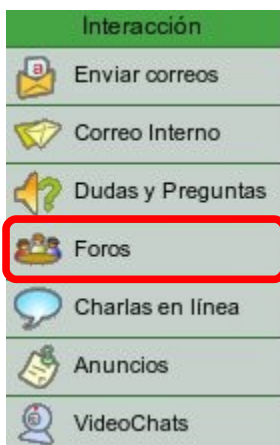 Interacción
Enviar correos
Correo Interno
Dudas y Preguntas
Foros
Charlas en línea
Anuncios
VideoChats